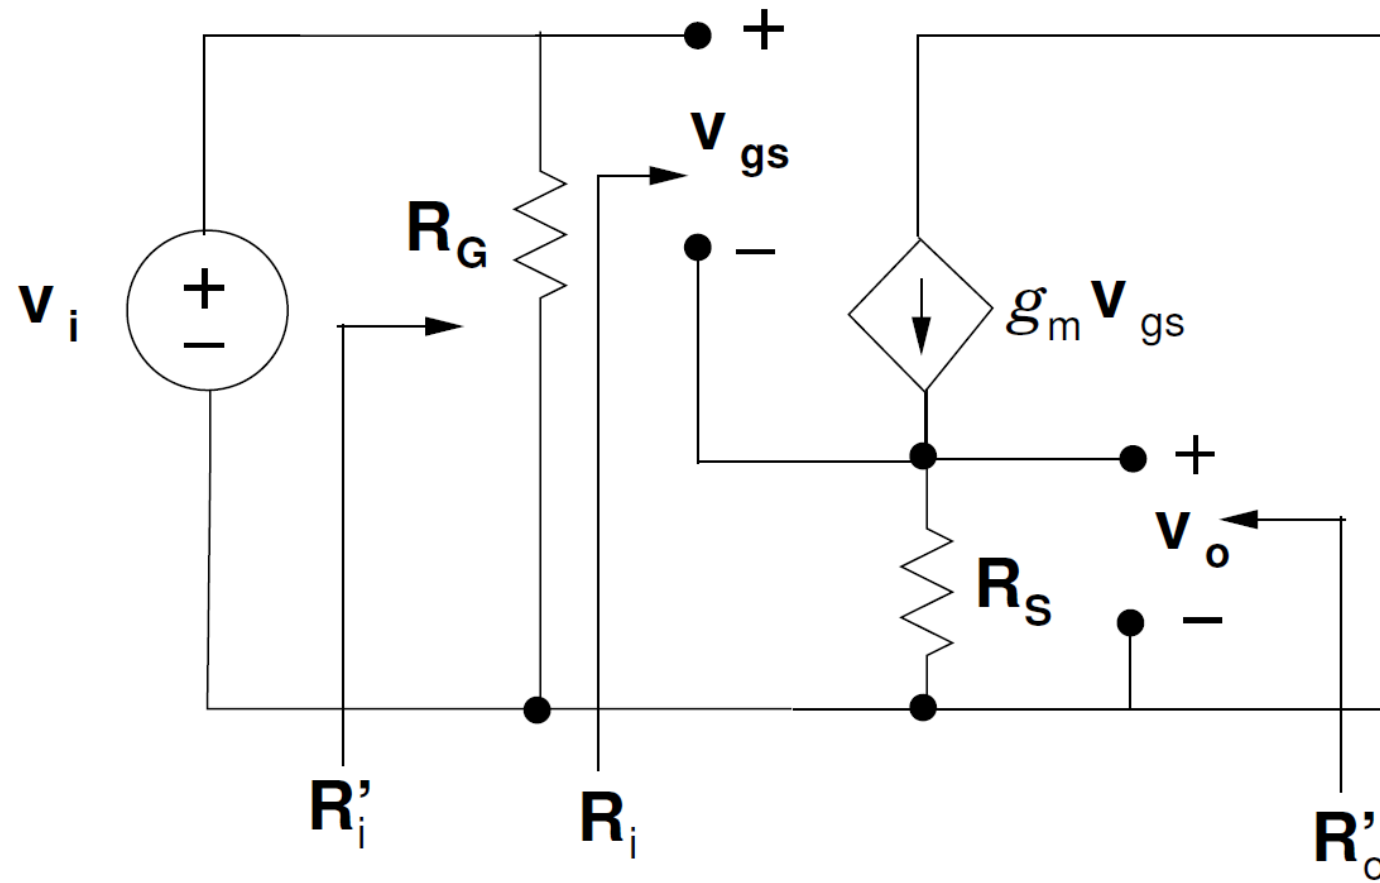 +
v gs
R G
−
+
−
v i
g m v gs
+
v o
R S
−
R' i
R i
R' o